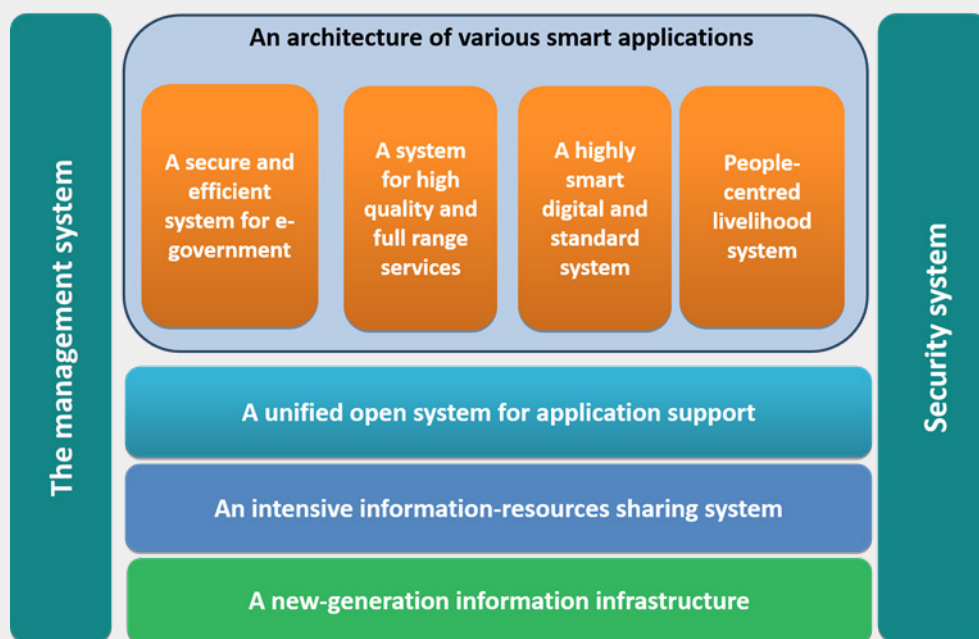 The management system
An architecture of various smart applications
A secure and
efficient
system for e-
government
A system
for high
quality and
full range
services
A highly
smart
digital and
standard
system
People-
centred
livelihood
system
A unified open system for application support
An intensive information-resources sharing system
A new-generation information infrastructure
Security system